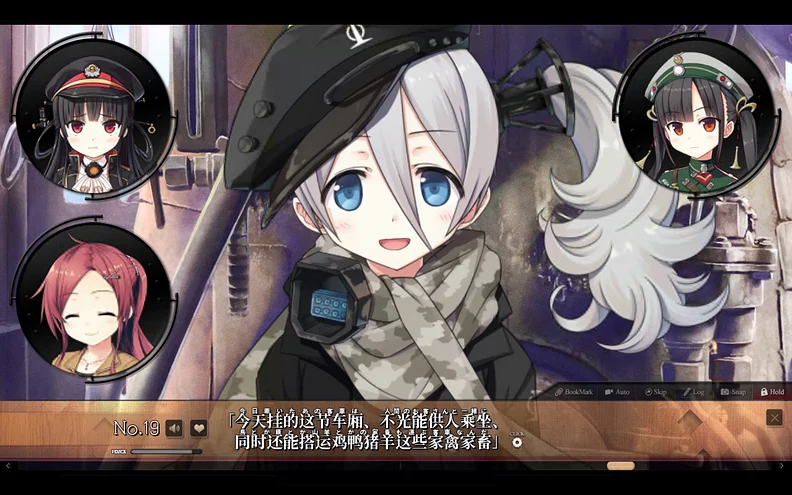 BookMark Auto Skip Log Snap Hold
No.19
「今天挂的这节车厢、不光能供人乘坐、
同时还能搭运鸡鸭猪羊这些家禽家畜」
VOICE
CLICK